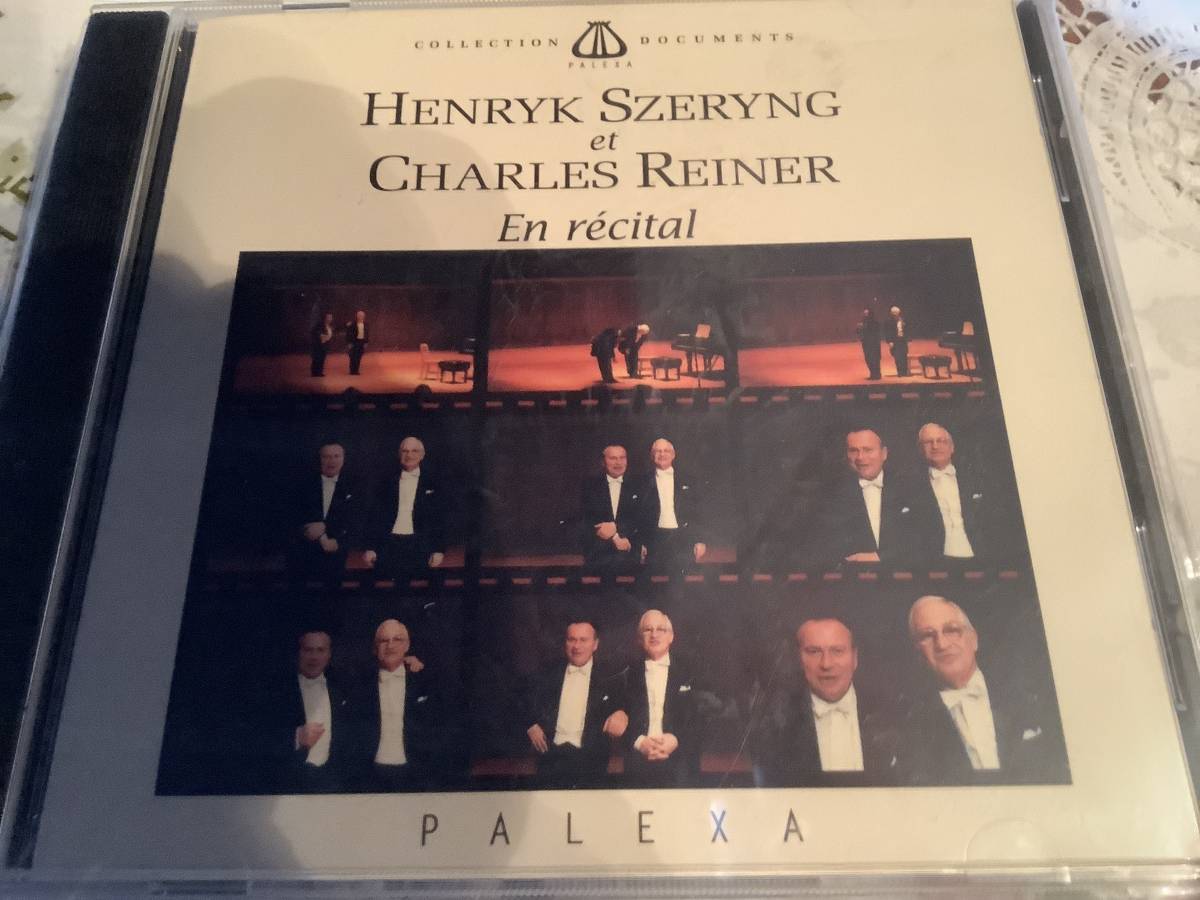 COLLECTION DOCUMENTS
PALEXA
HENRYK SZERYNG
et
CHARLES REINER
En récital
PALEXA